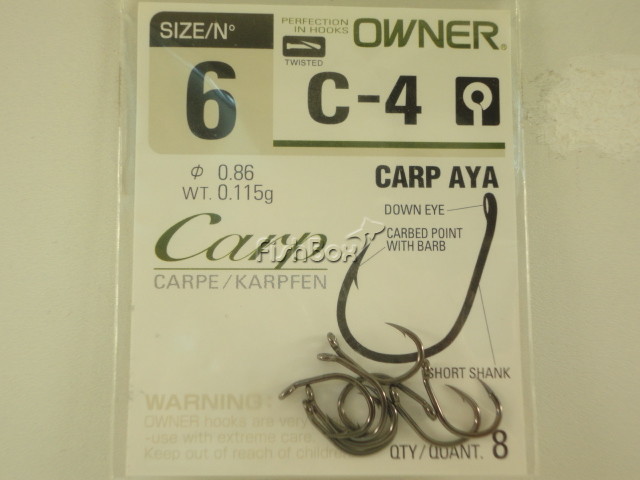 SIZE/N°
6
PERFECTION
IN HOOKS
TWISTED
OWNER®
C-4
Φ 0.86
WT. 0.115g
CARP AYA
DOWN EYE
CARBED POINT
WITH BARB
Carp
FishBox
CARPE/KARPFEN
SHORT SHANK
WARNING:
OWNER hooks are very
-use with extreme care.
Keep out of reach of children
QTY/QUANT. 8